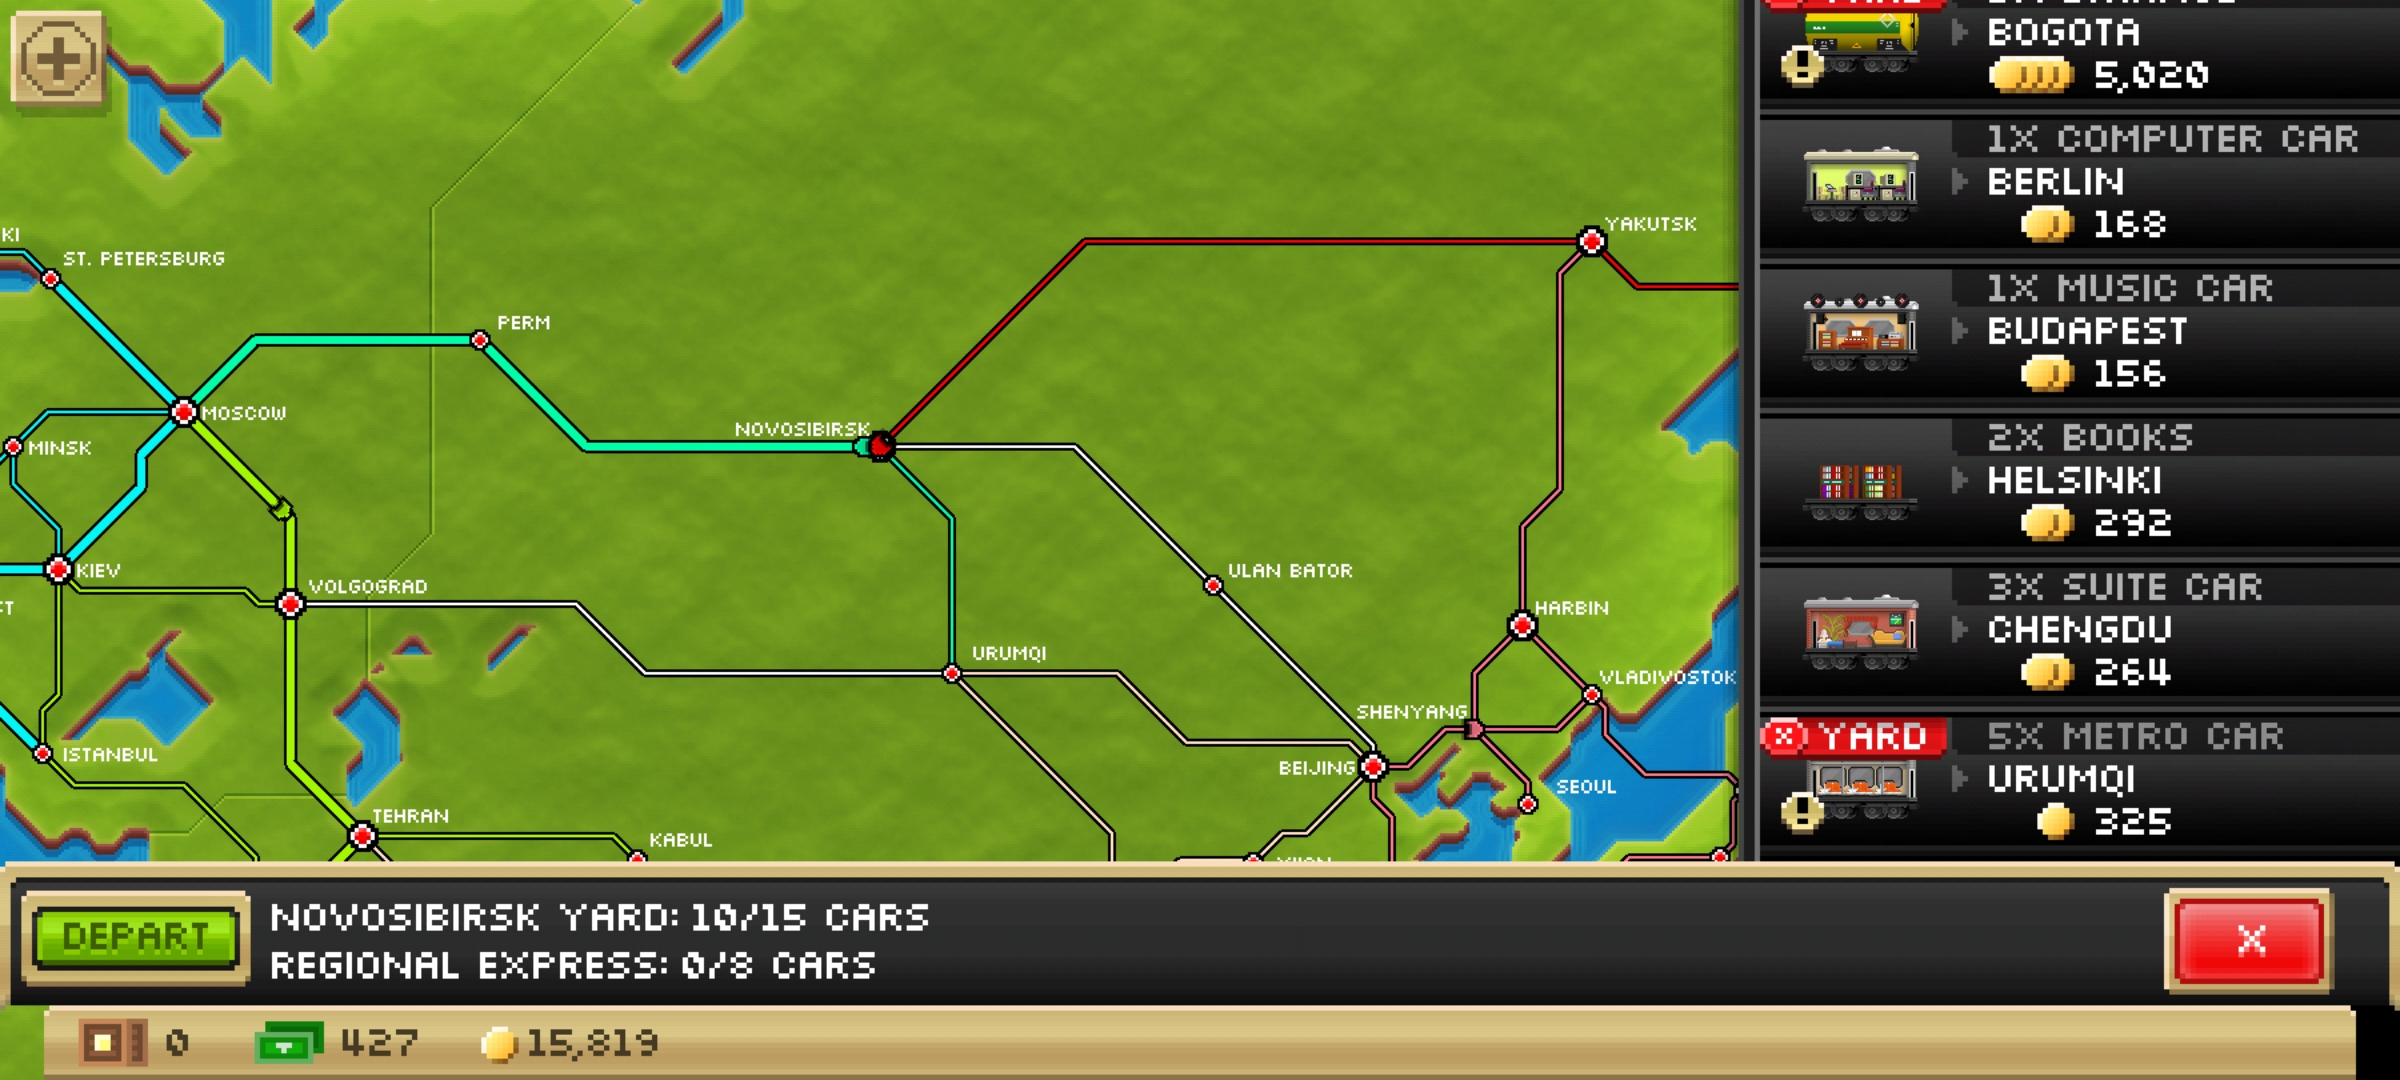 KI
ST. PETERSBURG
PERM
MOSCOW
MINSK
NOVOSIBIRSK
YAKUTSK
KIEV
VOLGOGRAD
ULAN BATOR
HARBIN
URUMQI
VLADIVOSTOK
SHENYANG
ISTANBUL
BEIJING
SEOUL
TEHRAN
KABUL
BOGOTA
5,020
1X COMPUTER CAR
BERLIN
168
1X MUSIC CAR
BUDAPEST
156
2X BOOKS
HELSINKI
292
3X SUITE CAR
CHENGDU
264
YARD
5X METRO CAR
URUMQI
325
DEPART
NOVOSIBIRSK YARD: 10/15 CARS
REGIONAL EXPRESS: 0/8 CARS
X
0
427
15,819